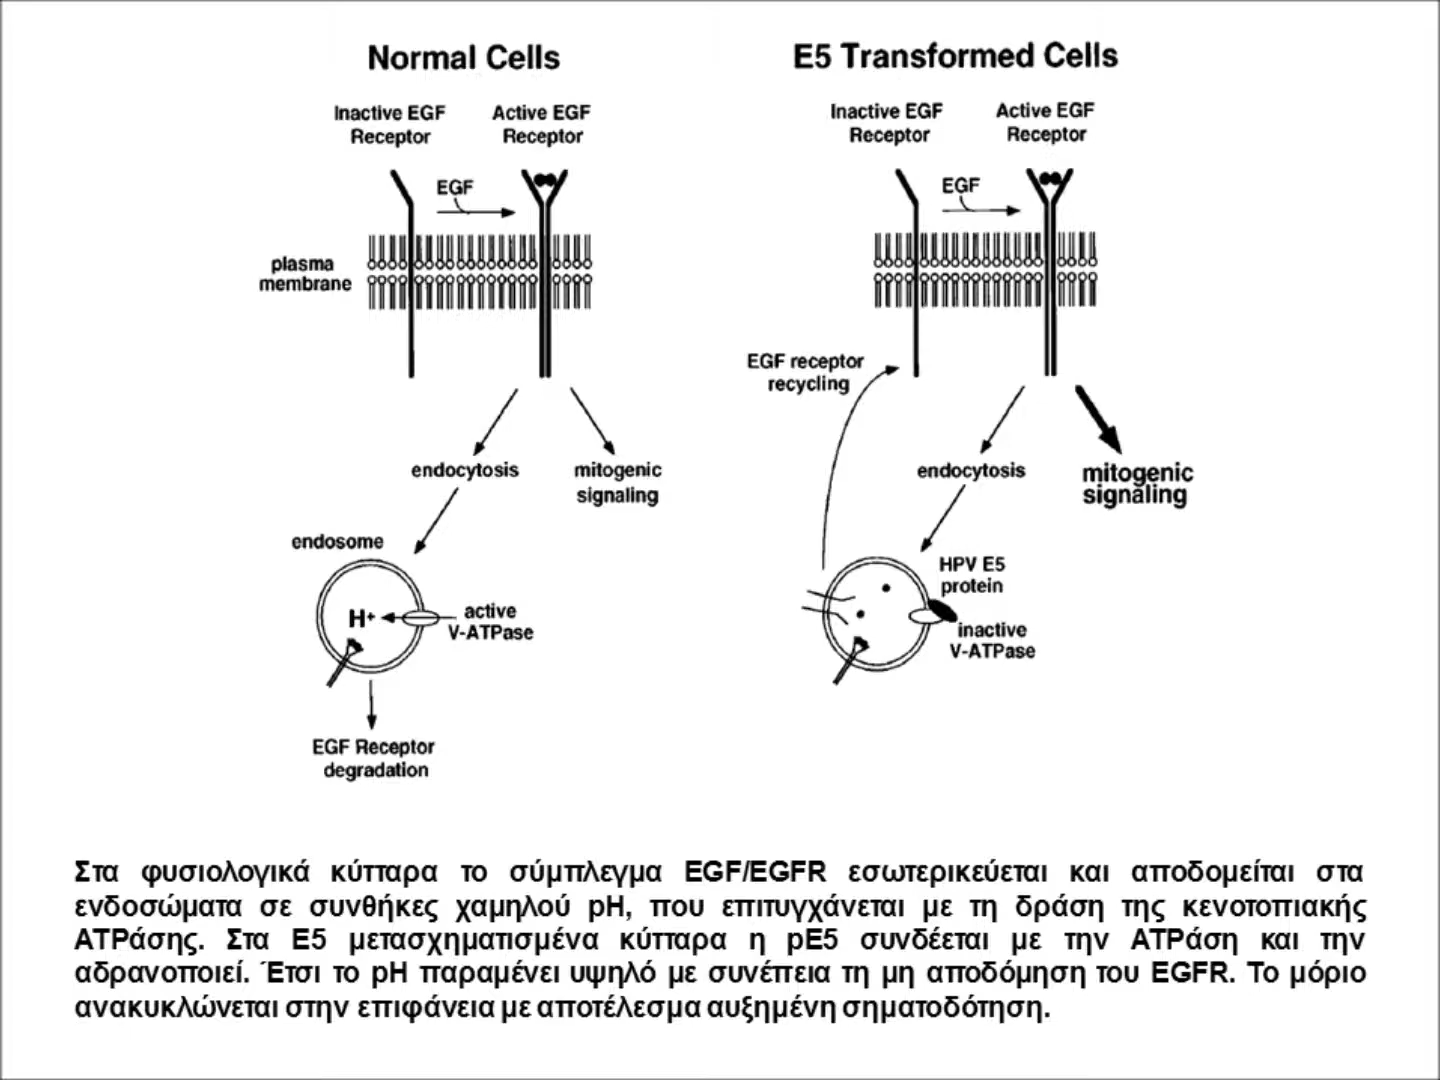 Normal Cells
Inactive EGF
Receptor
Active EGF
Receptor
EGF
plasma
membrane
endocytosis
mitogenic
signaling
endosome
H+
active
V-ATPase
EGF Receptor
degradation
E5 Transformed Cells
Inactive EGF
Receptor
Active EGF
Receptor
EGF
EGF receptor
recycling
endocytosis
mitogenic
signaling
HPV E5
protein
inactive
V-ATPase
Στα φυσιολογικά κύτταρα το σύμπλεγμα EGF/EGFR εσωτερικεύεται και αποδομείται στα
ενδοσώματα σε συνθήκες χαμηλού pH, που επιτυγχάνεται με τη δράση της κενοτοπιακής
ΑΤΡάσης. Στα Ε5 μετασχηματισμένα κύτταρα η pE5 συνδέεται με την ΑΤΡάση και την
αδρανοποιεί. Έτσι το pH παραμένει υψηλό με συνέπεια τη μη αποδόμηση του EGFR. Το μόριο
ανακυκλώνεται στην επιφάνεια με αποτέλεσμα αυξημένη σηματοδότηση.